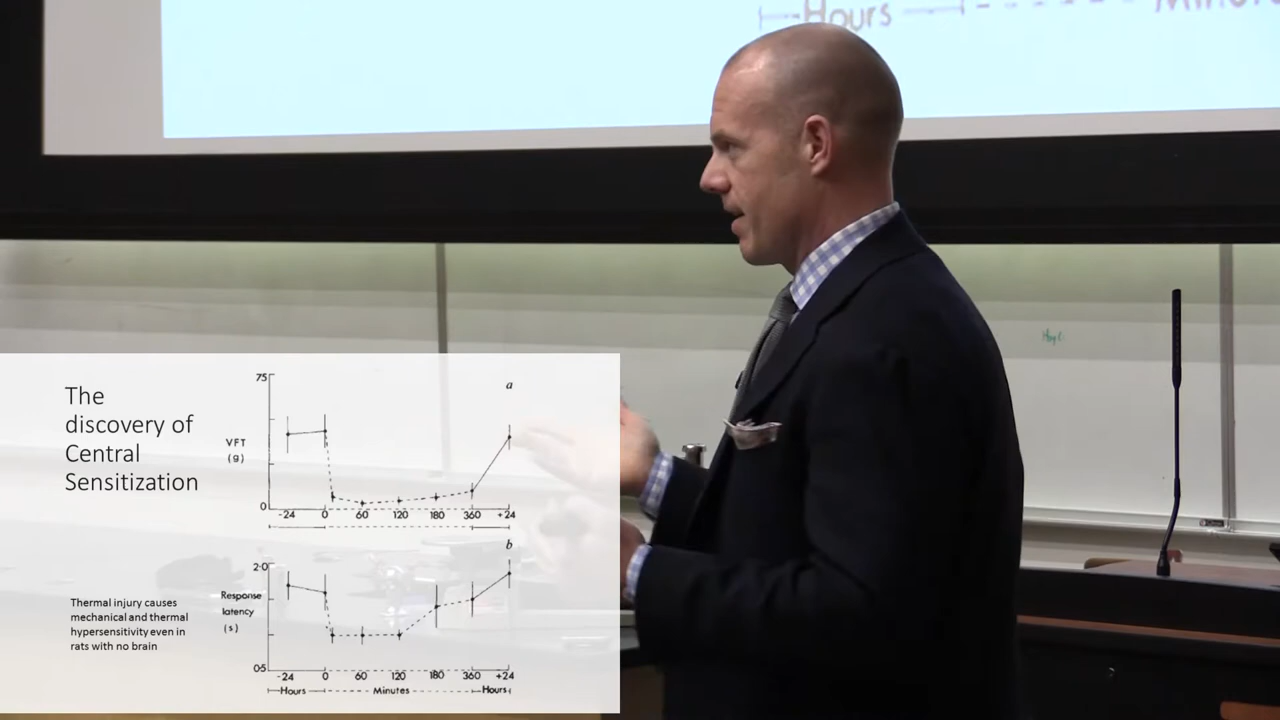 Hours
The
discovery of
Central
Sensitization
75
a
VFT
(g)
0
-24 0 60 120 180 360 +24
b
2·0
Response
latency
(s)
Thermal injury causes
mechanical and thermal
hypersensitivity even in
rats with no brain
0·5
-24 0 60 120 180 360 +24
Hours Minutes Hours